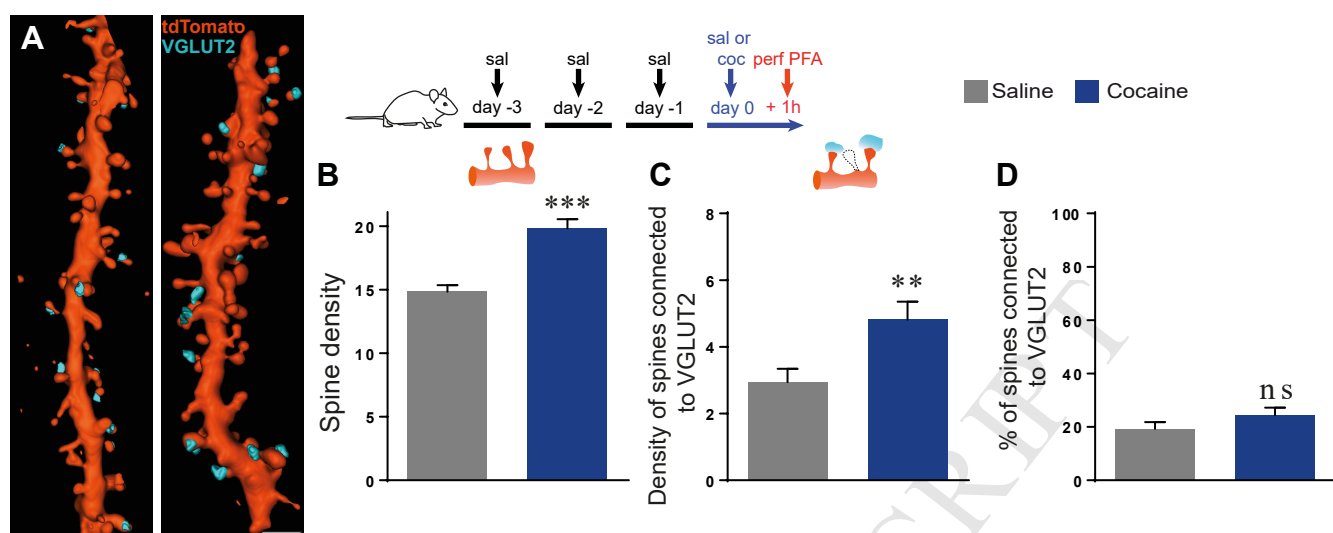 A
tdTomato
VGLUT2
sal
sal
sal
sal or
coc
perf PFA
day -3
day -2
day -1
day 0
+ 1h
Saline
Cocaine
B
Spine density
20
15
10
5
0
***
C
Density of spines connected
to VGLUT2
8
6
4
2
0
**
D
% of spines connected
to VGLUT2
100
80
60
40
20
0
ns
CRIPT